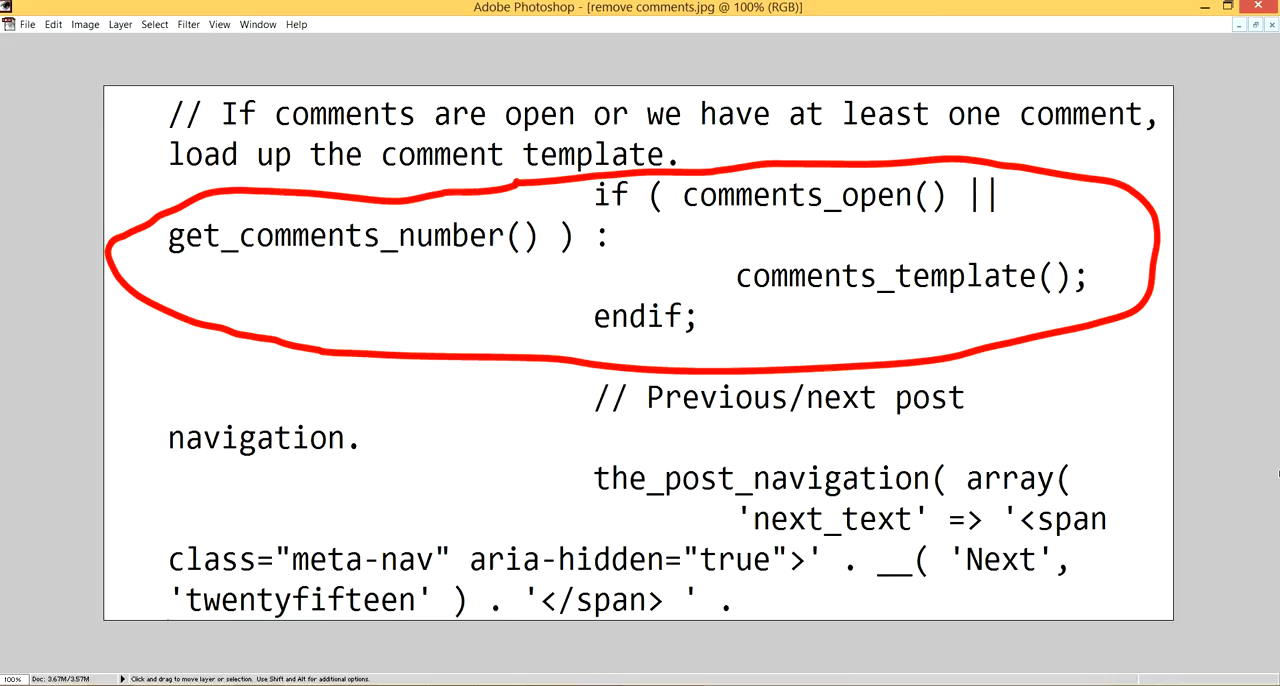 Adobe Photoshop - [remove comments.jpg @ 100% (RGB)]
File Edit Image Layer Select Filter View Window Help
// If comments are open or we have at least one comment,
load up the comment template.
if ( comments_open() ||
get_comments_number() ) :
comments_template();
endif;
// Previous/next post
navigation.
the_post_navigation( array(
'next_text' => '<span
class="meta-nav" aria-hidden="true">' . __( 'Next',
'twentyfifteen' ) . '</span> ' .
100% Doc: 3.67M/3.57M Click and drag to move layer or selection. Use Shift and Alt for additional options.